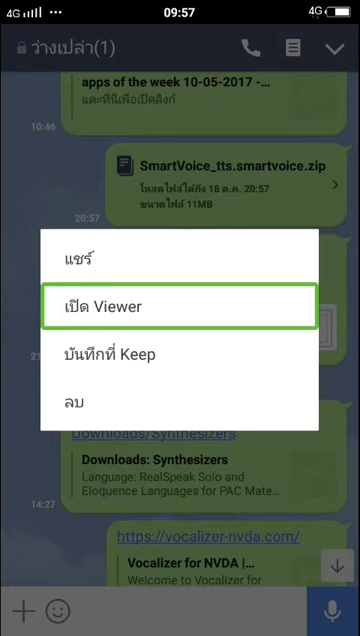 4G 09:57 4G
ว่างเปล่า(1)
apps of the week 10-05-2017 -...
แตะที่นี่เพื่อเปิดลิงก์
10:46
SmartVoice_tts.smartvoice.zip
โหลดไฟล์ได้ถึง 18 ต.ค. 20:57
ขนาดไฟล์ 11MB
20:57
แชร์
เปิด Viewer
บันทึกที่ Keep
ลบ
Downloads/Synthesizers
Downloads: Synthesizers
Language: RealSpeak Solo and
Eloquence Languages for PAC Mate...
14:27
https://vocalizer-nvda.com/
Vocalizer for NVDA |...
Welcome to Vocalizer for